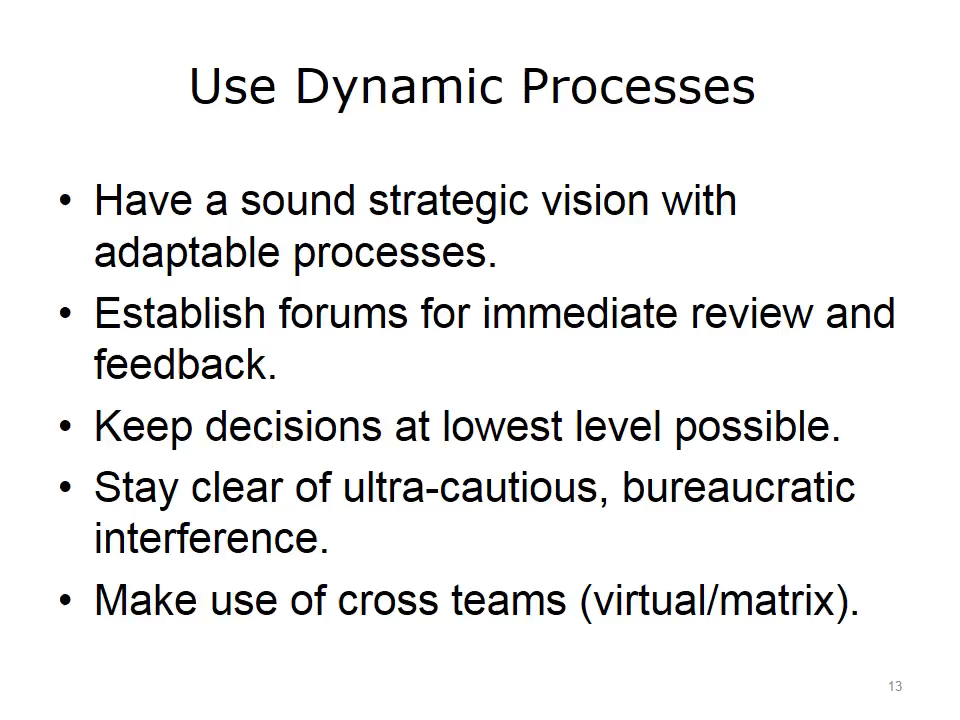 Use Dynamic Processes
• Have a sound strategic vision with
adaptable processes.
• Establish forums for immediate review and
feedback.
• Keep decisions at lowest level possible.
• Stay clear of ultra-cautious, bureaucratic
interference.
• Make use of cross teams (virtual/matrix).
13